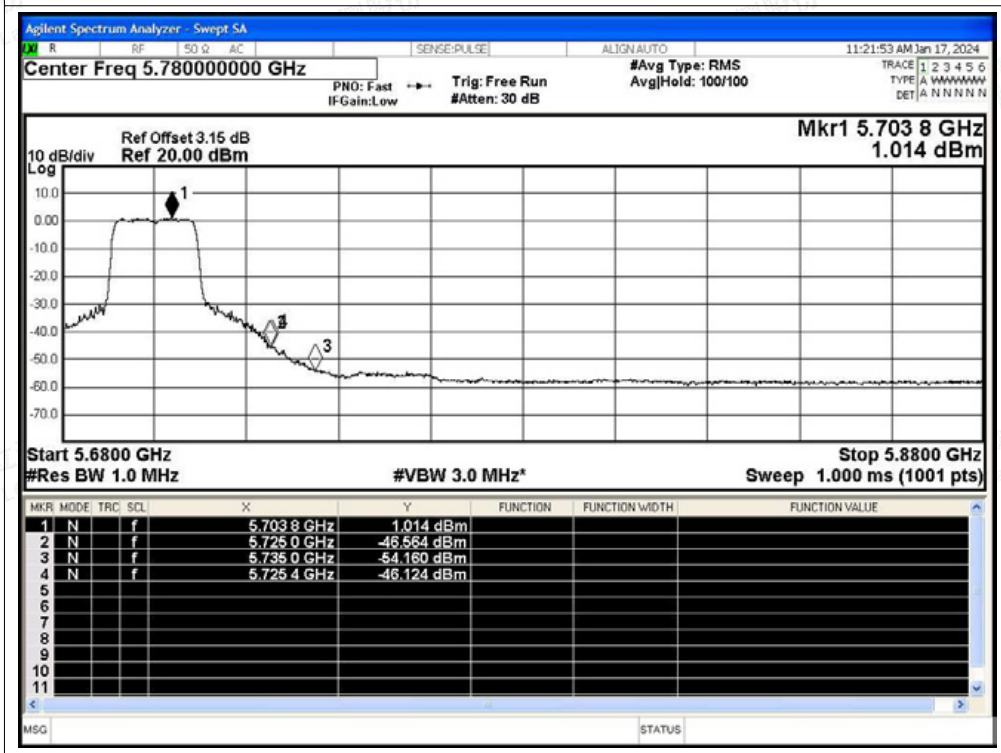 Agilent Spectrum Analyzer - Swept SA
R RF 50 Ω AC SENSE:PULSE ALIGN AUTO 11:21:53 AM Jan 17, 2024
Center Freq 5.780000000 GHz #Avg Type: RMS TRACE 1 2 3 4 5 6
PNO: Fast Trig: Free Run Avg|Hold: 100/100 TYPE A WWWWW
IFGain:Low #Atten: 30 dB DET A N N N N N
Mkr1 5.703 8 GHz
Ref Offset 3.15 dB
10 dB/div Ref 20.00 dBm 1.014 dBm
Log
10.0
1
0.00
-10.0
-20.0
-30.0
-40.0
3
-50.0
-60.0
-70.0
Start 5.6800 GHz Stop 5.8800 GHz
#Res BW 1.0 MHz #VBW 3.0 MHz* Sweep 1.000 ms (1001 pts)
MKR MODE TRC SCL X Y FUNCTION FUNCTION WIDTH FUNCTION VALUE
1 N f 5.703 8 GHz 1.014 dBm
2 N f 5.725 0 GHz -46.564 dBm
3 N f 5.735 0 GHz -54.160 dBm
4 N f 5.725 4 GHz -46.124 dBm
5
6
7
8
9
10
11
MSG STATUS